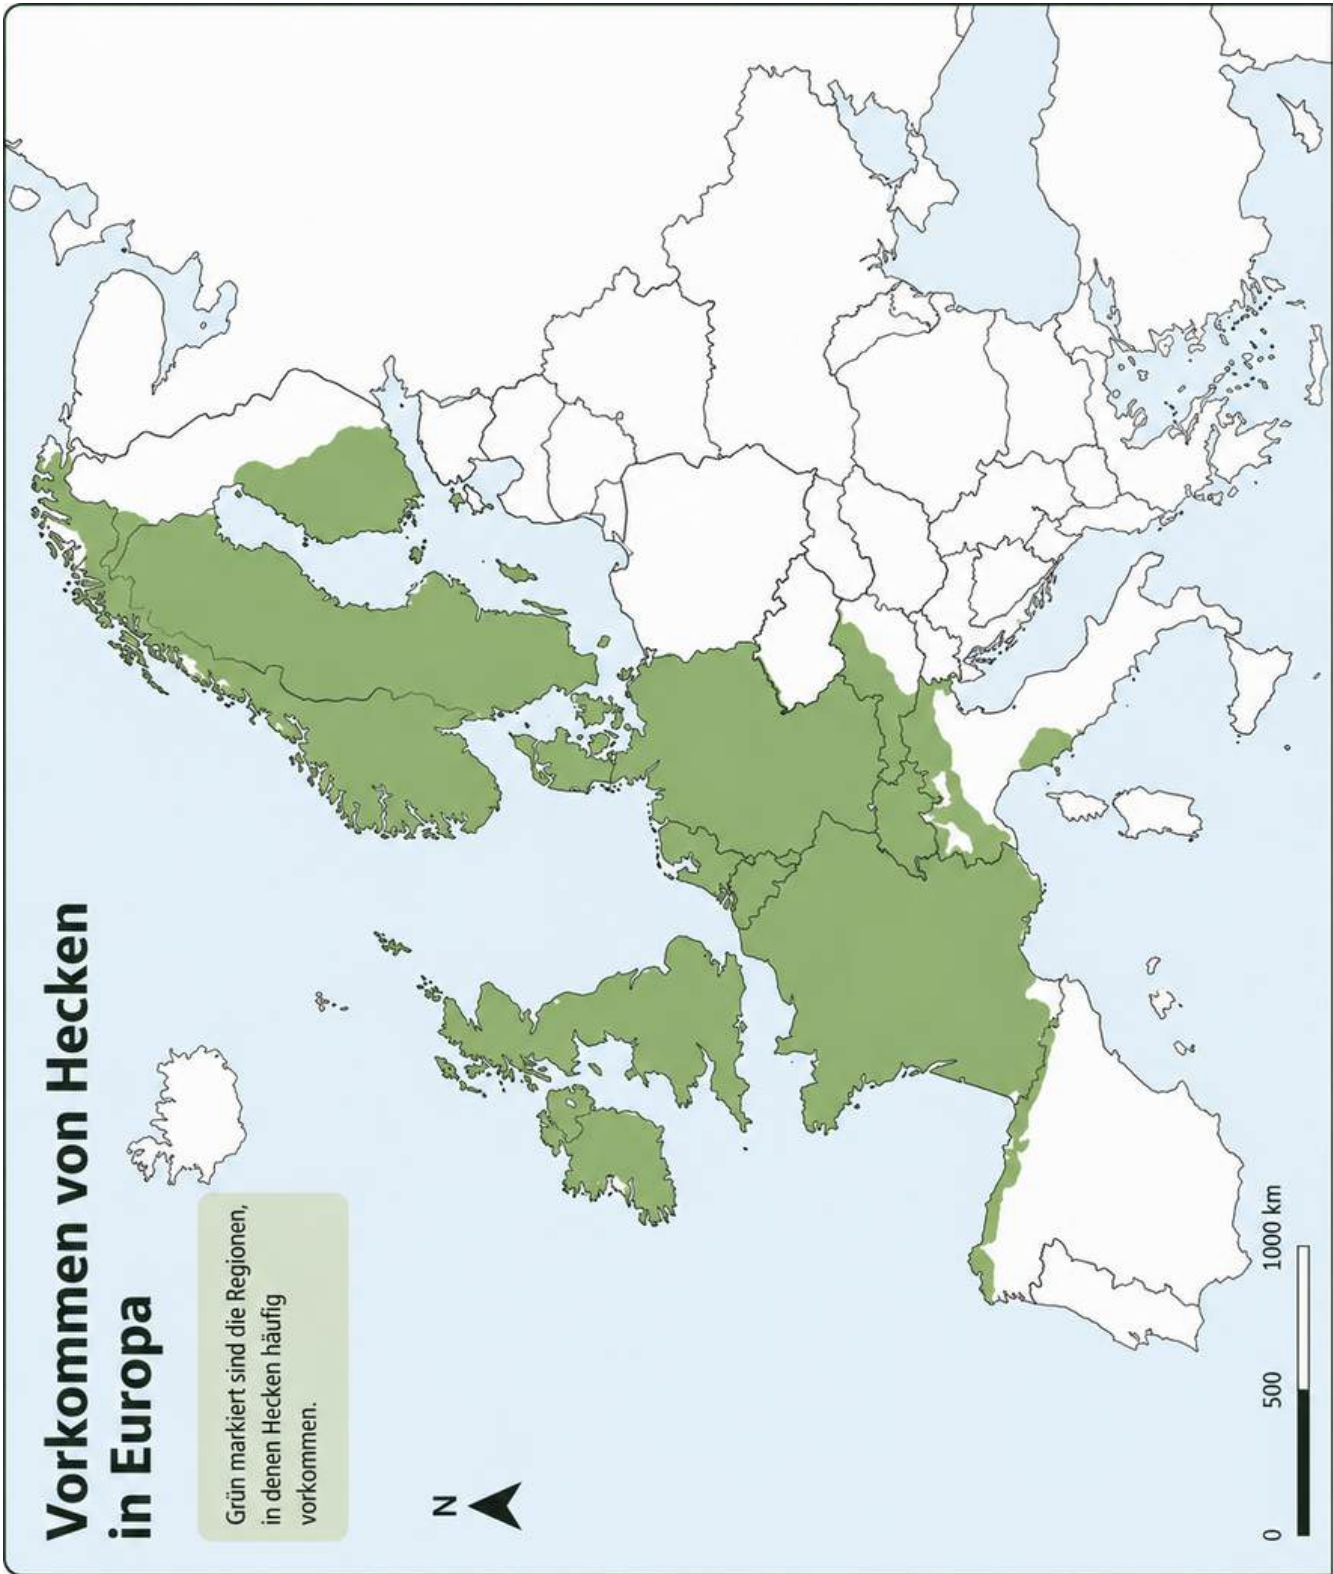 Vorkommen von Hecken
in Europa
Grün markiert sind die Regionen,
in denen Hecken häufig
vorkommen.
N
0 500 1000 km